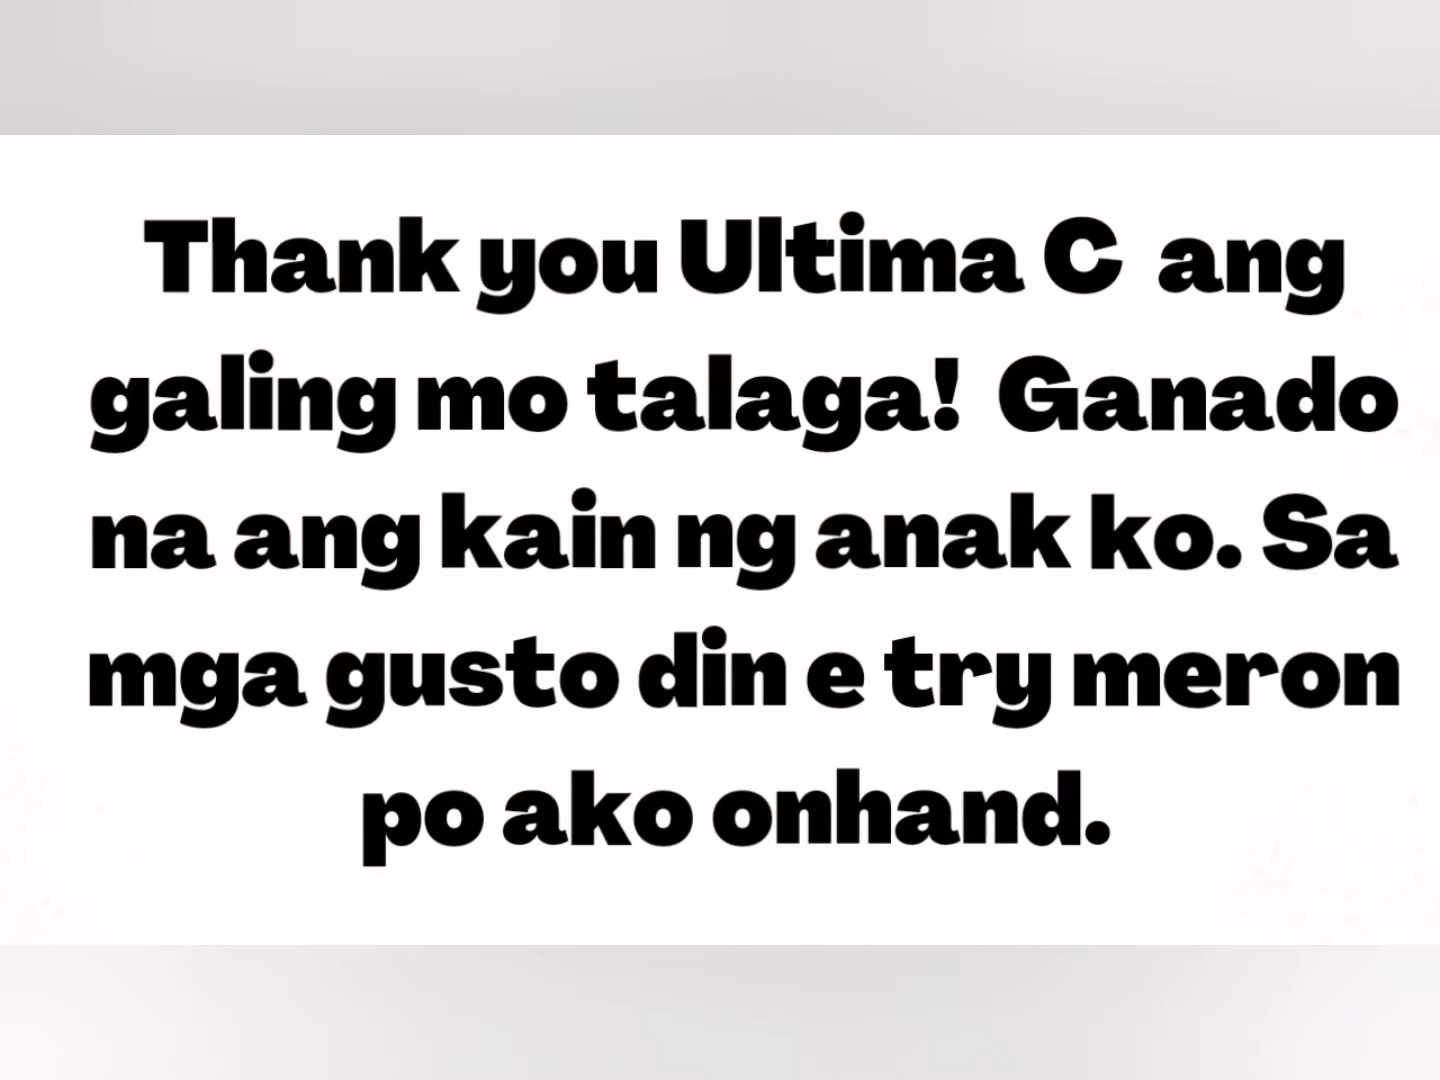 Thank you Ultima C ang
galing mo talaga! Ganado
na ang kain ng anak ko. Sa
mga gusto din e try meron
po ako onhand.